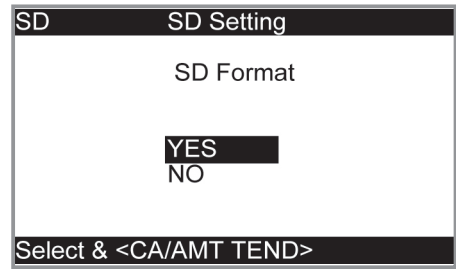 SD SD Setting
SD Format
YES
NO
Select & <CA/AMT TEND>